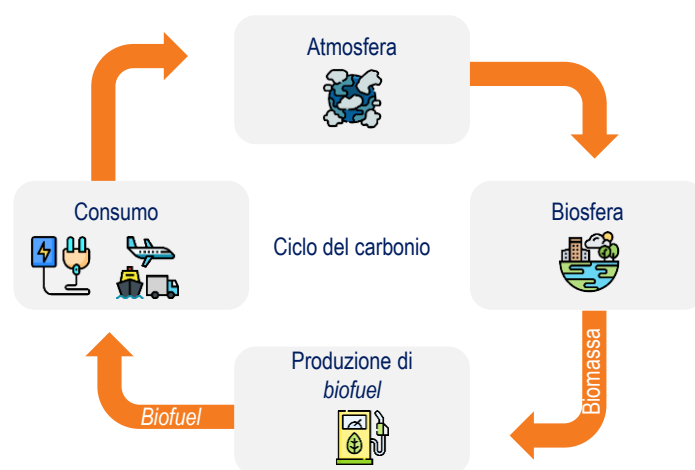 Atmosfera
Consumo
Biosfera
Ciclo del carbonio
Biomassa
Produzione di
biofuel
Biofuel